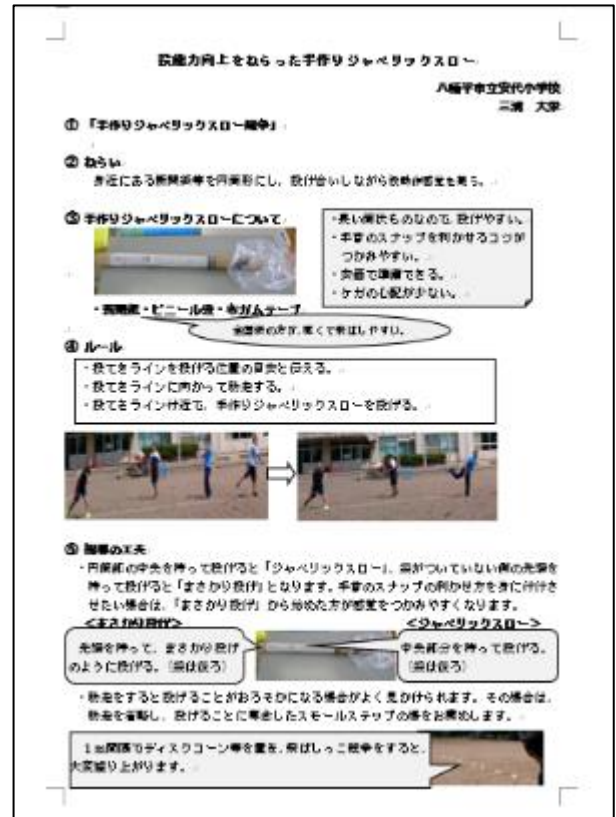 投能力向上をねらった手作りジャベリックスロー
八幡平市立安代小学校
三浦 大栄
① 「手作りジャベリックスロー競争」
② ねらい
身近にある新聞紙等を円筒形にし、投げ合いしながら投動作感覚を養う。
③ 手作りジャベリックスローについて
・長い筒状ものなので、投げやすい。
・手首のスナップを利かせるコツが
つかみやすい。
・安価で準備できる。
・ケガの心配が少ない。
・新聞紙・ビニール袋・布ガムテープ
の方が、軽くて飛ばしやすい。
④ ルール
・投てきラインを投げる位置の目安と伝える。
・投てきラインに向かって助走する。
・投てきライン付近で、手作りジャベリックスローを投げる。
⑤ 指導の工夫
・円筒部の中央を持って投げると「ジャベリックスロー」、袋がついていない側の先端を
持って投げると「まさかり投げ」となります。手首のスナップの利かせ方を身に付けさ
せたい場合は、「まさかり投げ」から始めた方が感覚をつかみやすくなります。
＜まさかり投げ＞
＜ジャベリックスロー＞
先端を持って、まさかり投げ
のように投げる。（袋は後ろ）
中央部分を持って投げる。
（袋は後ろ）
・助走をすると投げることがおろそかになる場合がよく見かけられます。その場合は、
助走を省略し、投げることに専念したスモールステップの場をお薦めします。
１ｍ間隔でディスクコーン等を置き、飛ばしっこ競争をすると、
大変盛り上がります。